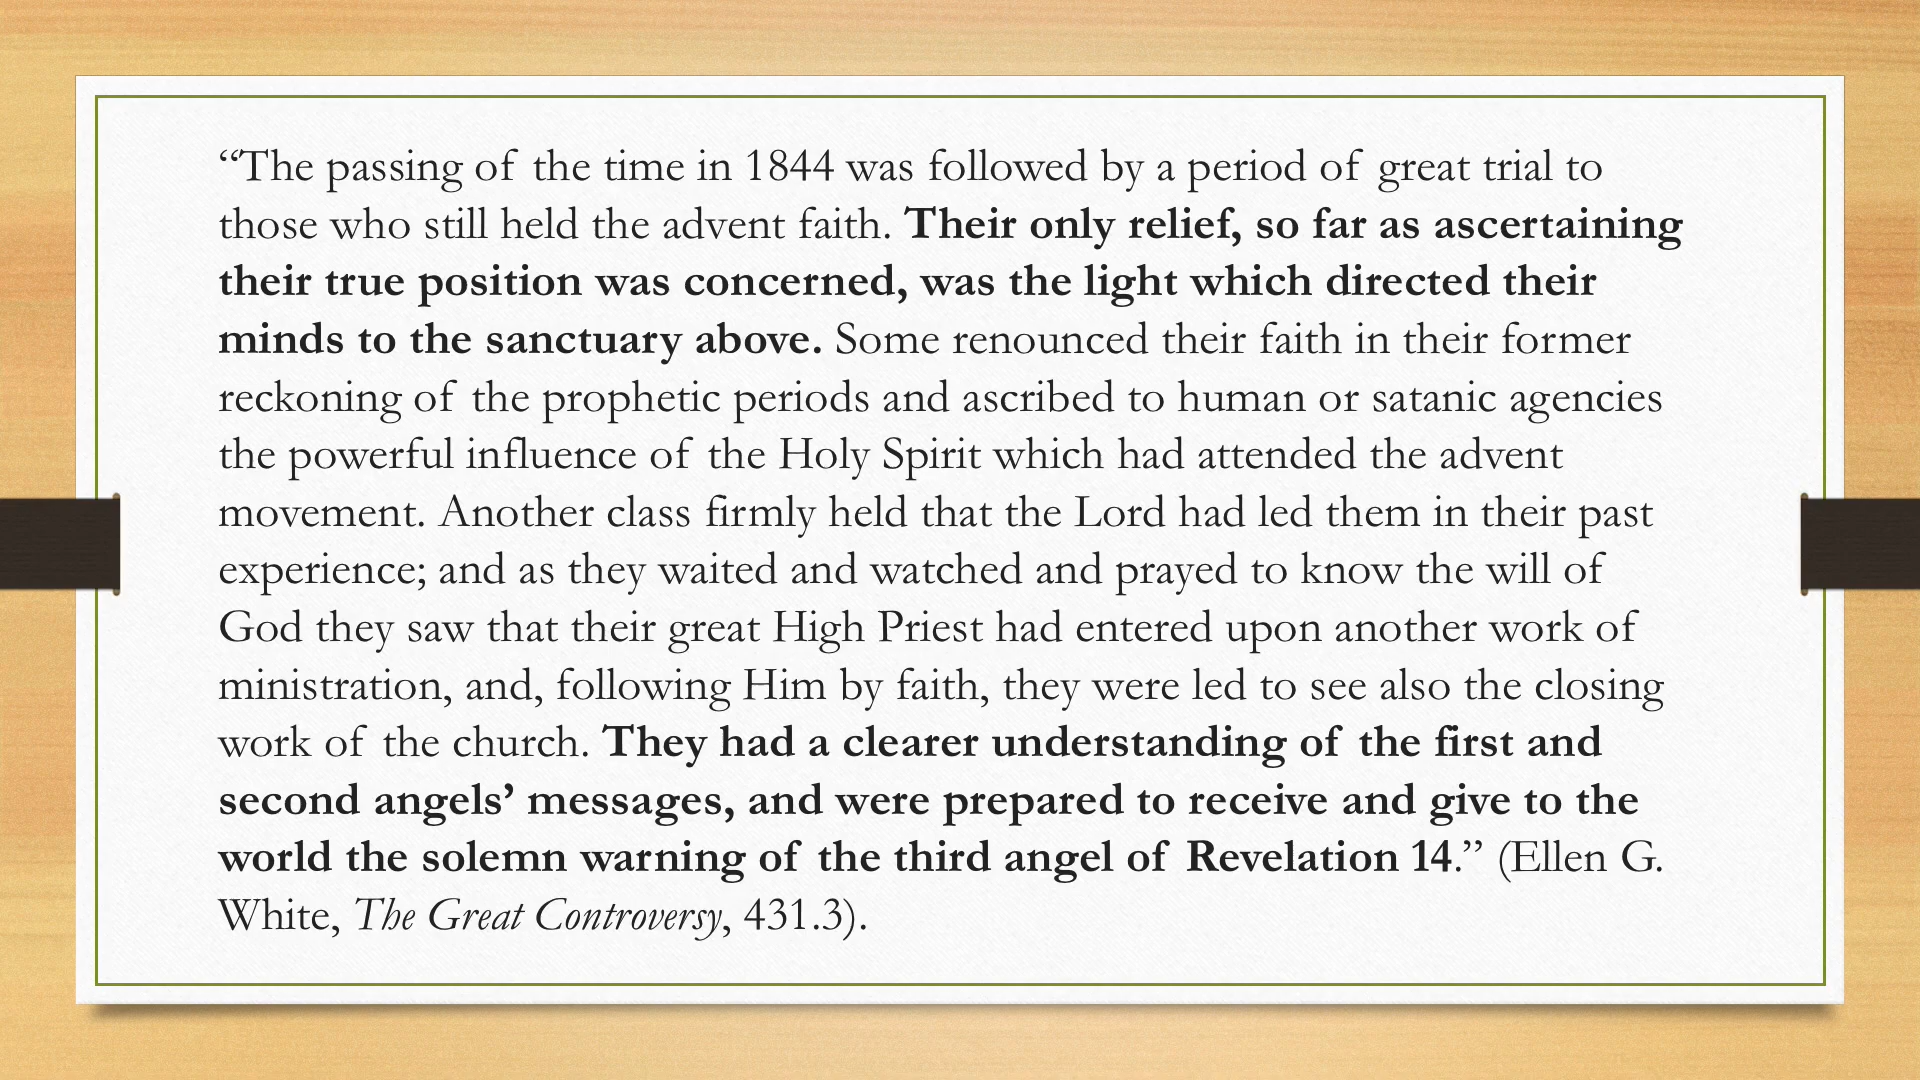 “The passing of the time in 1844 was followed by a period of great trial to
those who still held the advent faith. Their only relief, so far as ascertaining
their true position was concerned, was the light which directed their
minds to the sanctuary above. Some renounced their faith in their former
reckoning of the prophetic periods and ascribed to human or satanic agencies
the powerful influence of the Holy Spirit which had attended the advent
movement. Another class firmly held that the Lord had led them in their past
experience; and as they waited and watched and prayed to know the will of
God they saw that their great High Priest had entered upon another work of
ministration, and, following Him by faith, they were led to see also the closing
work of the church. They had a clearer understanding of the first and
second angels’ messages, and were prepared to receive and give to the
world the solemn warning of the third angel of Revelation 14.” (Ellen G.
White, The Great Controversy, 431.3).